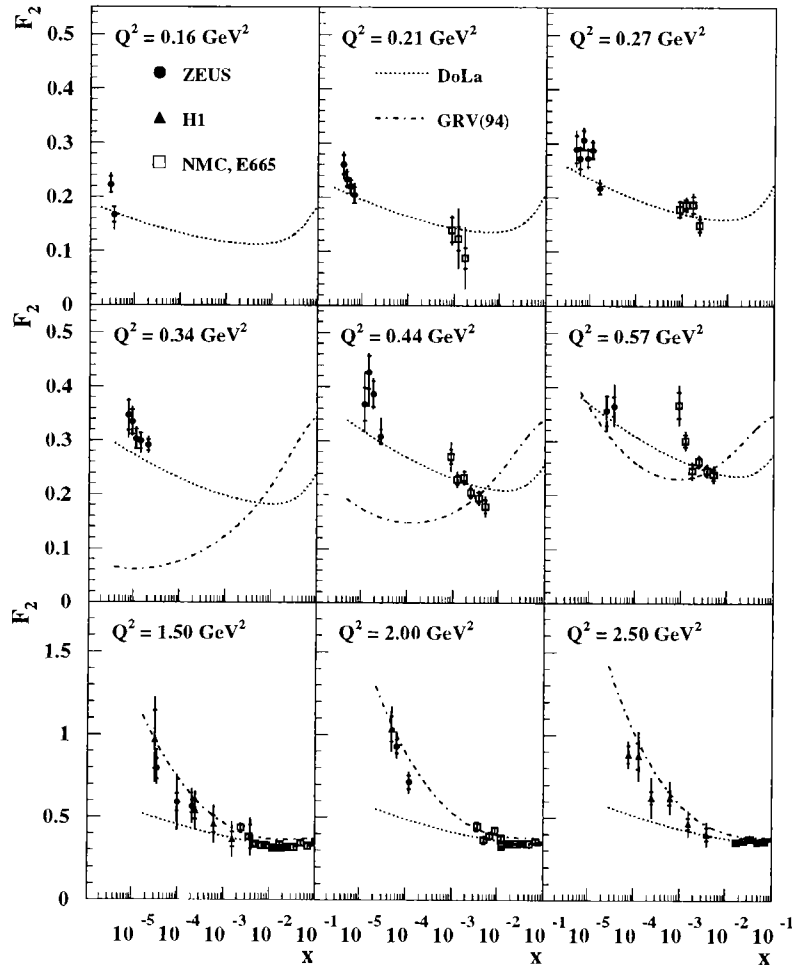 F₂
0.5
0.4
0.3
0.2
0.1
0
Q² = 0.16 GeV²
ZEUS
H1
NMC, E665
Q² = 0.21 GeV²
DoLa
GRV(94)
Q² = 0.27 GeV²
F₂
0.5
0.4
0.3
0.2
0.1
0
Q² = 0.34 GeV²
Q² = 0.44 GeV²
Q² = 0.57 GeV²
F₂
1.5
1
0.5
0
Q² = 1.50 GeV²
Q² = 2.00 GeV²
Q² = 2.50 GeV²
10⁻⁵ 10⁻⁴ 10⁻³ 10⁻² -1 10⁻⁵ 10⁻⁴ 10⁻³ 10⁻² -1 10⁻⁵ 10⁻⁴ 10⁻³ 10⁻² 10⁻¹
x x x